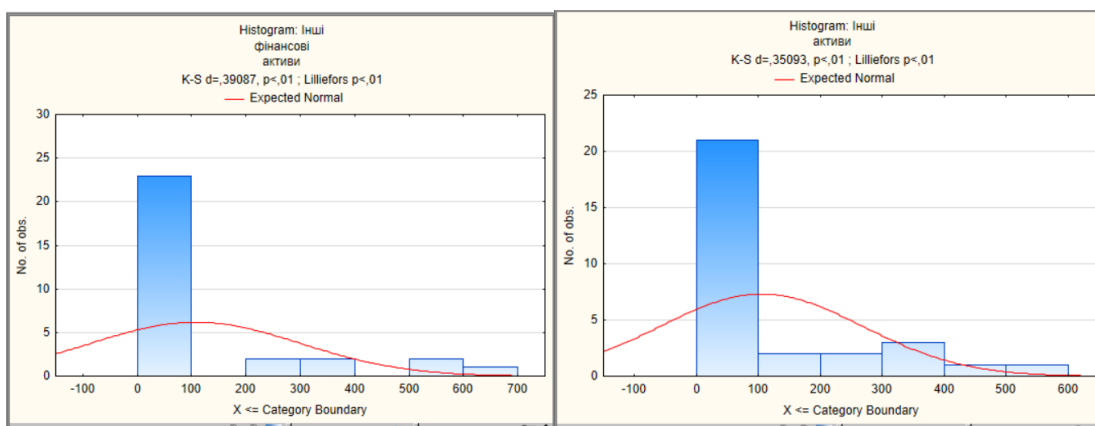 Histogram: Інші
фінансові
активи
K-S d=,39087, p<,01 ; Lilliefors p<,01
Expected Normal
30
25
20
15
10
5
0
No. of obs.
-100 0 100 200 300 400 500 600 700
X <= Category Boundary
Histogram: Інші
активи
K-S d=,35093, p<,01 ; Lilliefors p<,01
Expected Normal
25
20
15
10
5
0
No. of obs.
-100 0 100 200 300 400 500 600
X <= Category Boundary